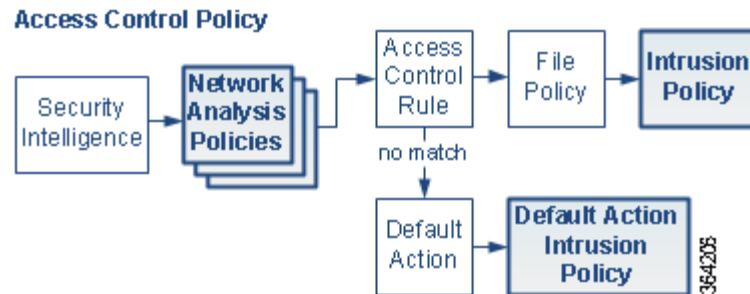 Access Control Policy
Security
Intelligence
Network
Analysis
Policies
Access
Control
Rule
File
Policy
Intrusion
Policy
no match
Default
Action
Default Action
Intrusion
Policy
364206